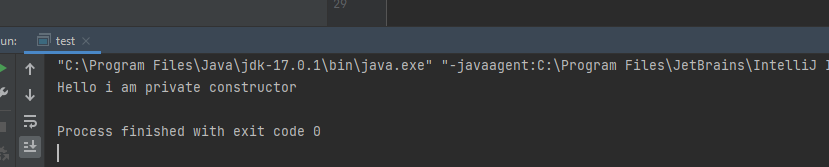 29
un:
test
"C:\Program Files\Java\jdk-17.0.1\bin\java.exe" "-javaagent:C:\Program Files\JetBrains\IntelliJ
Hello i am private constructor
Process finished with exit code 0